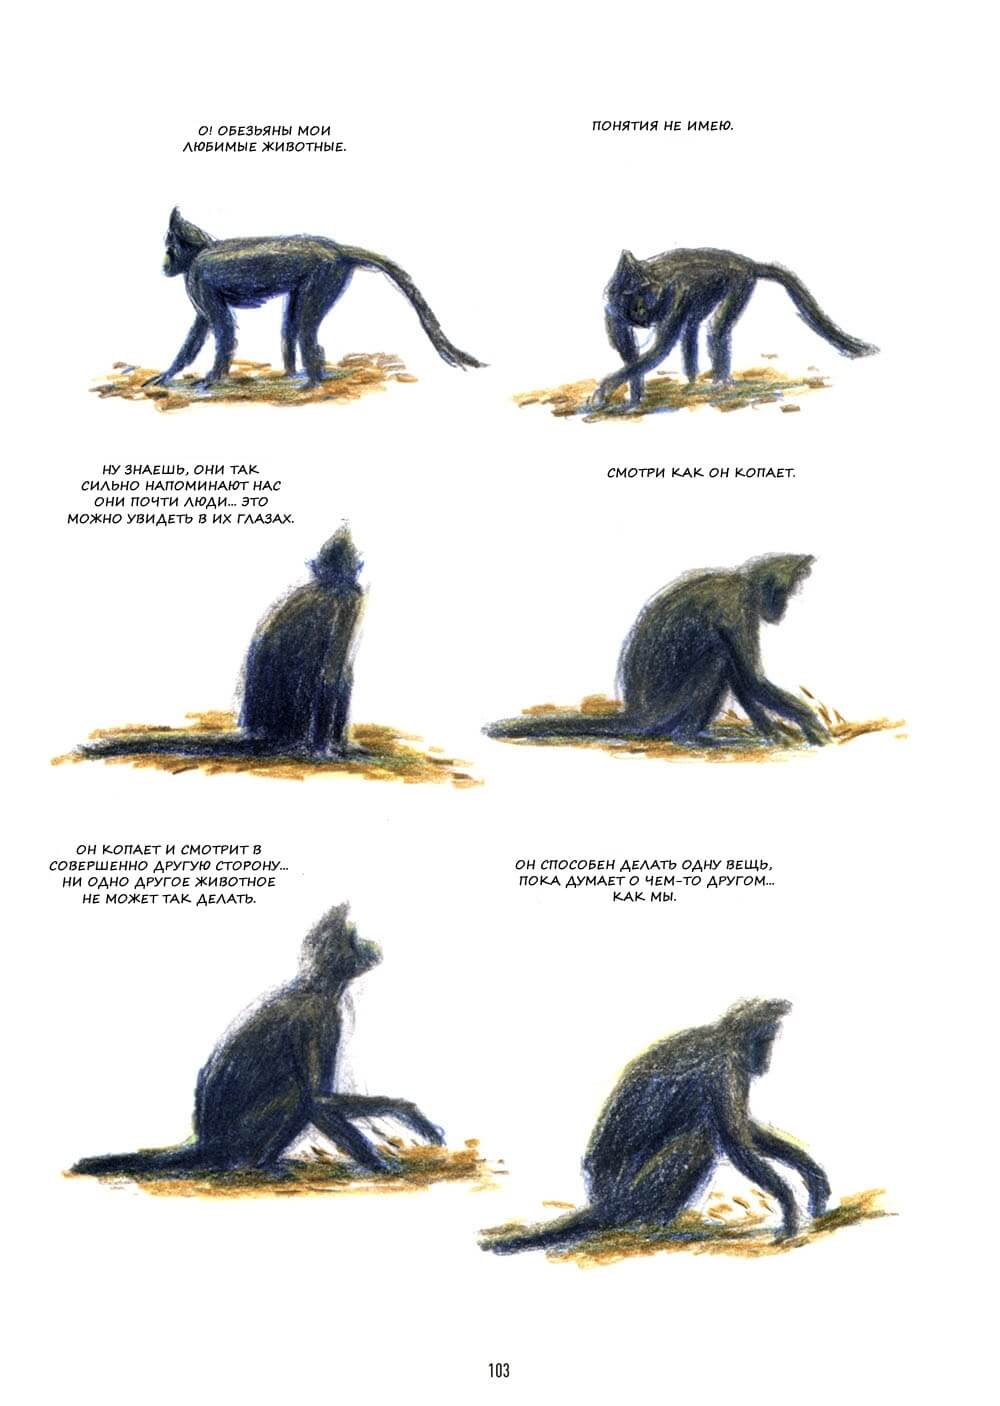 О! ОБЕЗЬЯНЫ МОИ
ЛЮБИМЫЕ ЖИВОТНЫЕ.
ПОНЯТИЯ НЕ ИМЕЮ.
НУ ЗНАЕШЬ, ОНИ ТАК
СИЛЬНО НАПОМИНАЮТ НАС
ОНИ ПОЧТИ ЛЮДИ... ЭТО
МОЖНО УВИДЕТЬ В ИХ ГЛАЗАХ.
СМОТРИ КАК ОН КОПАЕТ.
ОН КОПАЕТ И СМОТРИТ В
СОВЕРШЕННО ДРУГУЮ СТОРОНУ...
НИ ОДНО ДРУГОЕ ЖИВОТНОЕ
НЕ МОЖЕТ ТАК ДЕЛАТЬ.
ОН СПОСОБЕН ДЕЛАТЬ ОДНУ ВЕЩЬ,
ПОКА ДУМАЕТ О ЧЕМ-ТО ДРУГОМ...
КАК МЫ.
103